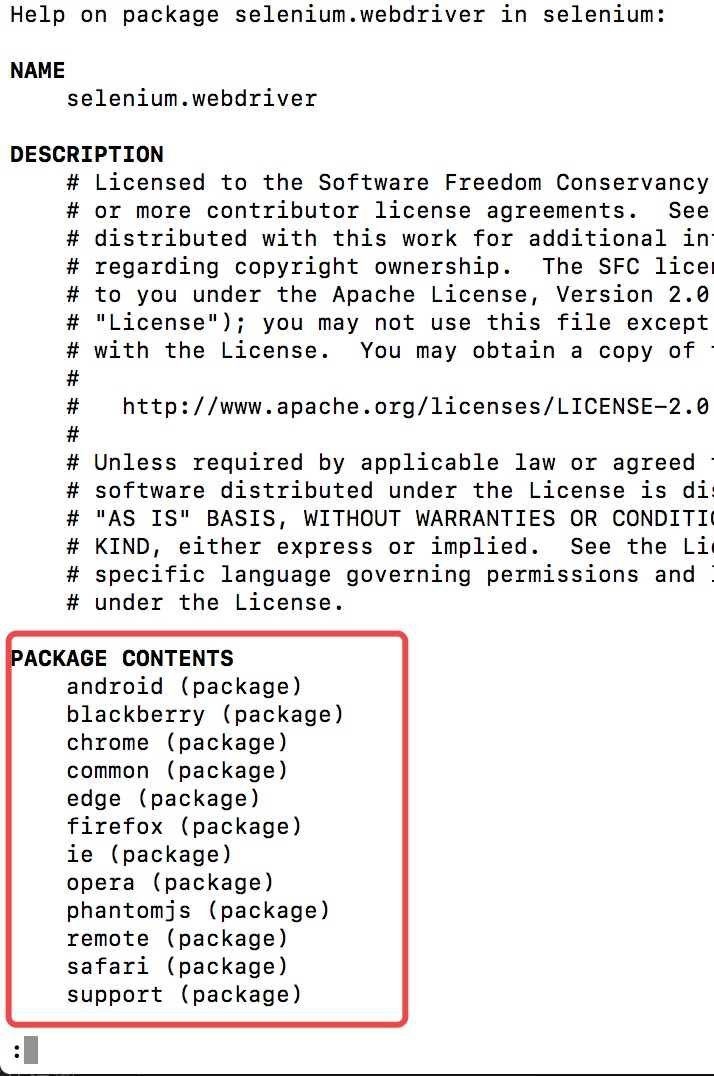 Help on package selenium.webdriver in selenium:
NAME
selenium.webdriver
DESCRIPTION
# Licensed to the Software Freedom Conservancy
# or more contributor license agreements.  See
# distributed with this work for additional
# regarding copyright ownership.  The SFC
# to you under the Apache License, Version 2.0
# "License"); you may not use this file except
# with the License.  You may obtain a copy of
#
#   http://www.apache.org/licenses/LICENSE-2.0
#
# Unless required by applicable law or agreed
# software distributed under the License is
# "AS IS" BASIS, WITHOUT WARRANTIES OR
# KIND, either express or implied.  See the
# specific language governing permissions and
# under the License.
PACKAGE CONTENTS
android (package)
blackberry (package)
chrome (package)
common (package)
edge (package)
firefox (package)
ie (package)
opera (package)
phantomjs (package)
remote (package)
safari (package)
support (package)
: